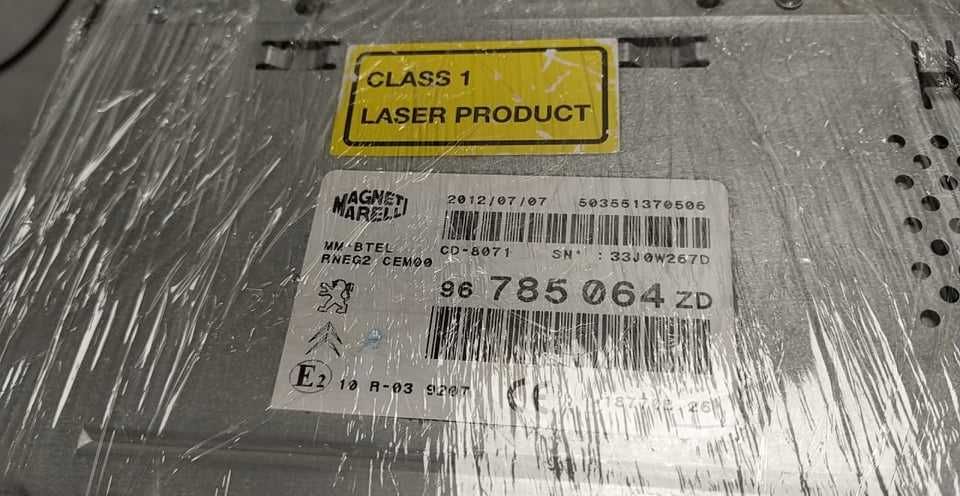 CLASS 1
LASER PRODUCT
MAGNETI
MARELLI
2012/07/07 503551370506
MM+BTEL CD-8071 SN° : 33J0W267D
RNEG2 CEM00
96 785 064 ZD
E2 10 R-03 9207 CE